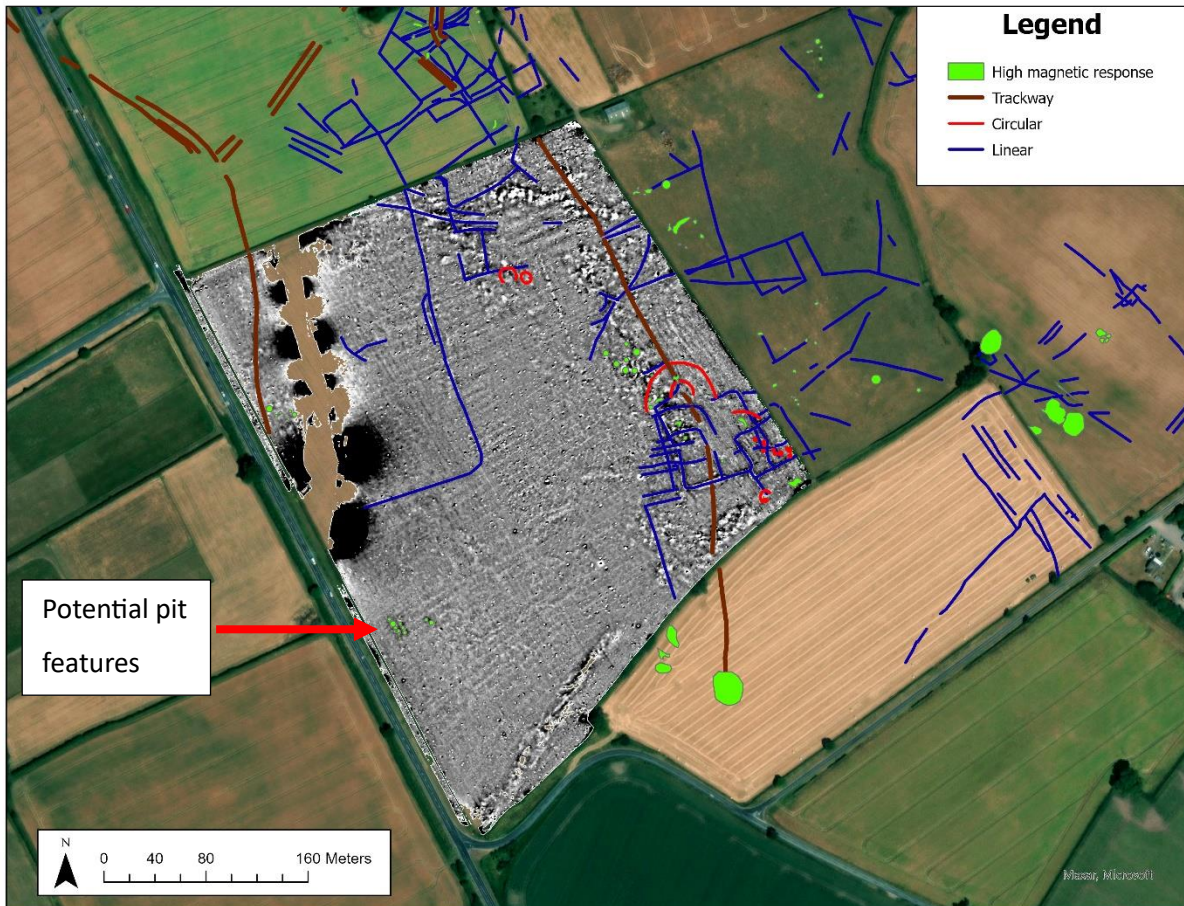 Legend
High magnetic response
Trackway
Circular
Linear
Potential pit
features
N
0 40 80 160 Meters
Maxar, Microsoft